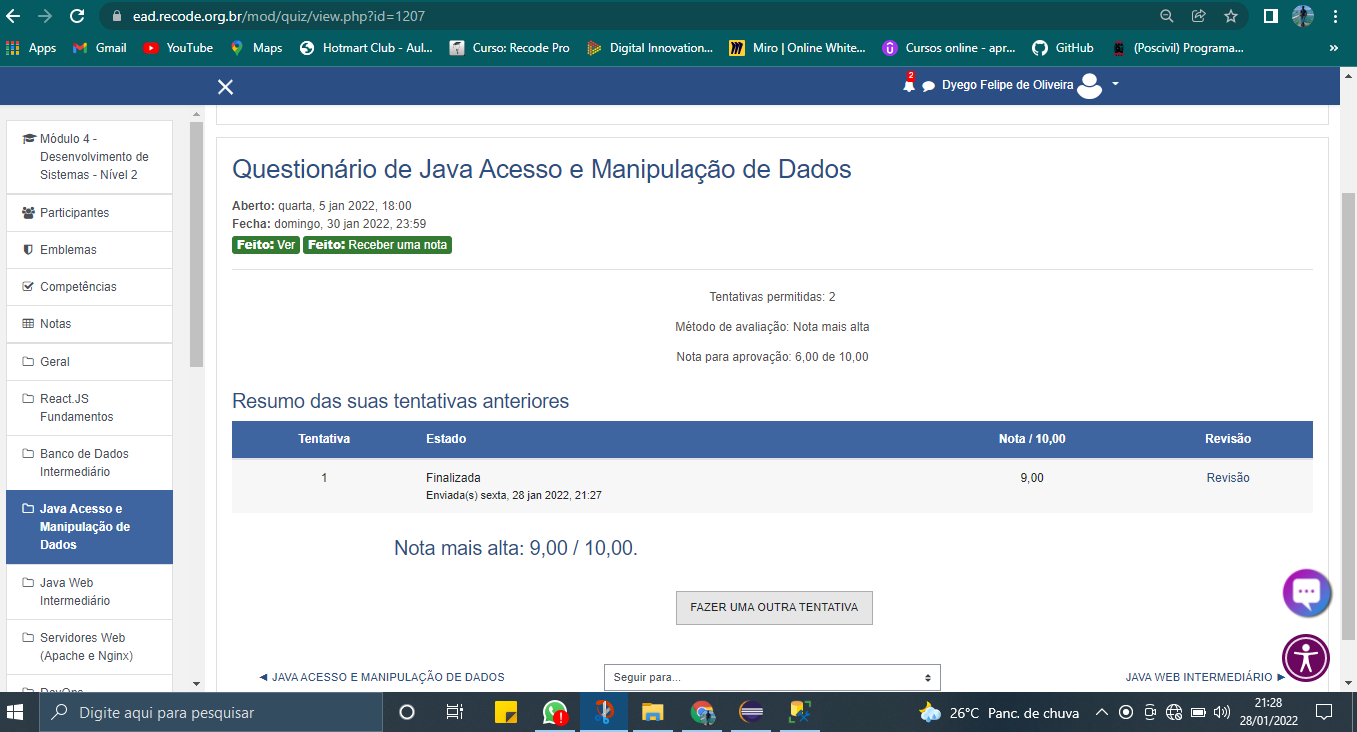 ead.recode.org.br/mod/quiz/view.php?id=1207
Apps Gmail YouTube Maps Hotmart Club - Aul... Curso: Recode Pro Digital Innovation... Miro | Online White... Cursos online - apr... GitHub (Poscivil) Programa... »
2
Dyego Felipe de Oliveira
Módulo 4 -
Desenvolvimento de
Sistemas - Nível 2
Participantes
Emblemas
Competências
Notas
Geral
React.JS
Fundamentos
Banco de Dados
Intermediário
Java Acesso e
Manipulação de
Dados
Java Web
Intermediário
Servidores Web
(Apache e Nginx)
DevOps
Questionário de Java Acesso e Manipulação de Dados
Aberto: quarta, 5 jan 2022, 18:00
Fecha: domingo, 30 jan 2022, 23:59
Feito: Ver Feito: Receber uma nota
Tentativas permitidas: 2
Método de avaliação: Nota mais alta
Nota para aprovação: 6,00 de 10,00
Resumo das suas tentativas anteriores
Tentativa Estado Nota / 10,00 Revisão
1 Finalizada 9,00 Revisão
Enviada(s) sexta, 28 jan 2022, 21:27
Nota mais alta: 9,00 / 10,00.
FAZER UMA OUTRA TENTATIVA
◄ JAVA ACESSO E MANIPULAÇÃO DE DADOS Seguir para... JAVA WEB INTERMEDIÁRIO ►
Digite aqui para pesquisar
26°C Panc. de chuva
21:28
28/01/2022